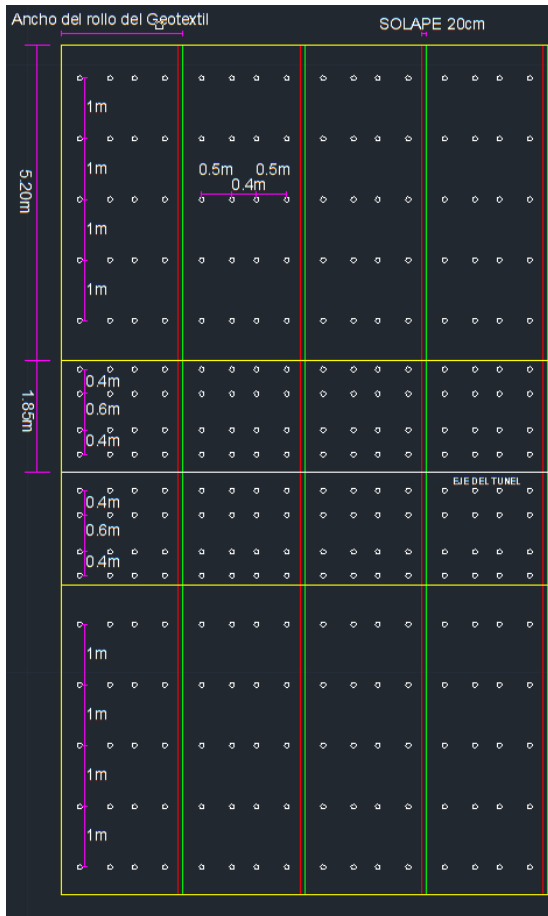 Ancho del rollo del Geotextil
SOLAPE 20cm
5.20m
1m
1m
0.5m 0.5m
0.4m
1m
1m
1.85m
0.4m
0.6m
0.4m
EJE DEL TUNEL
0.4m
0.6m
0.4m
1m
1m
1m
1m